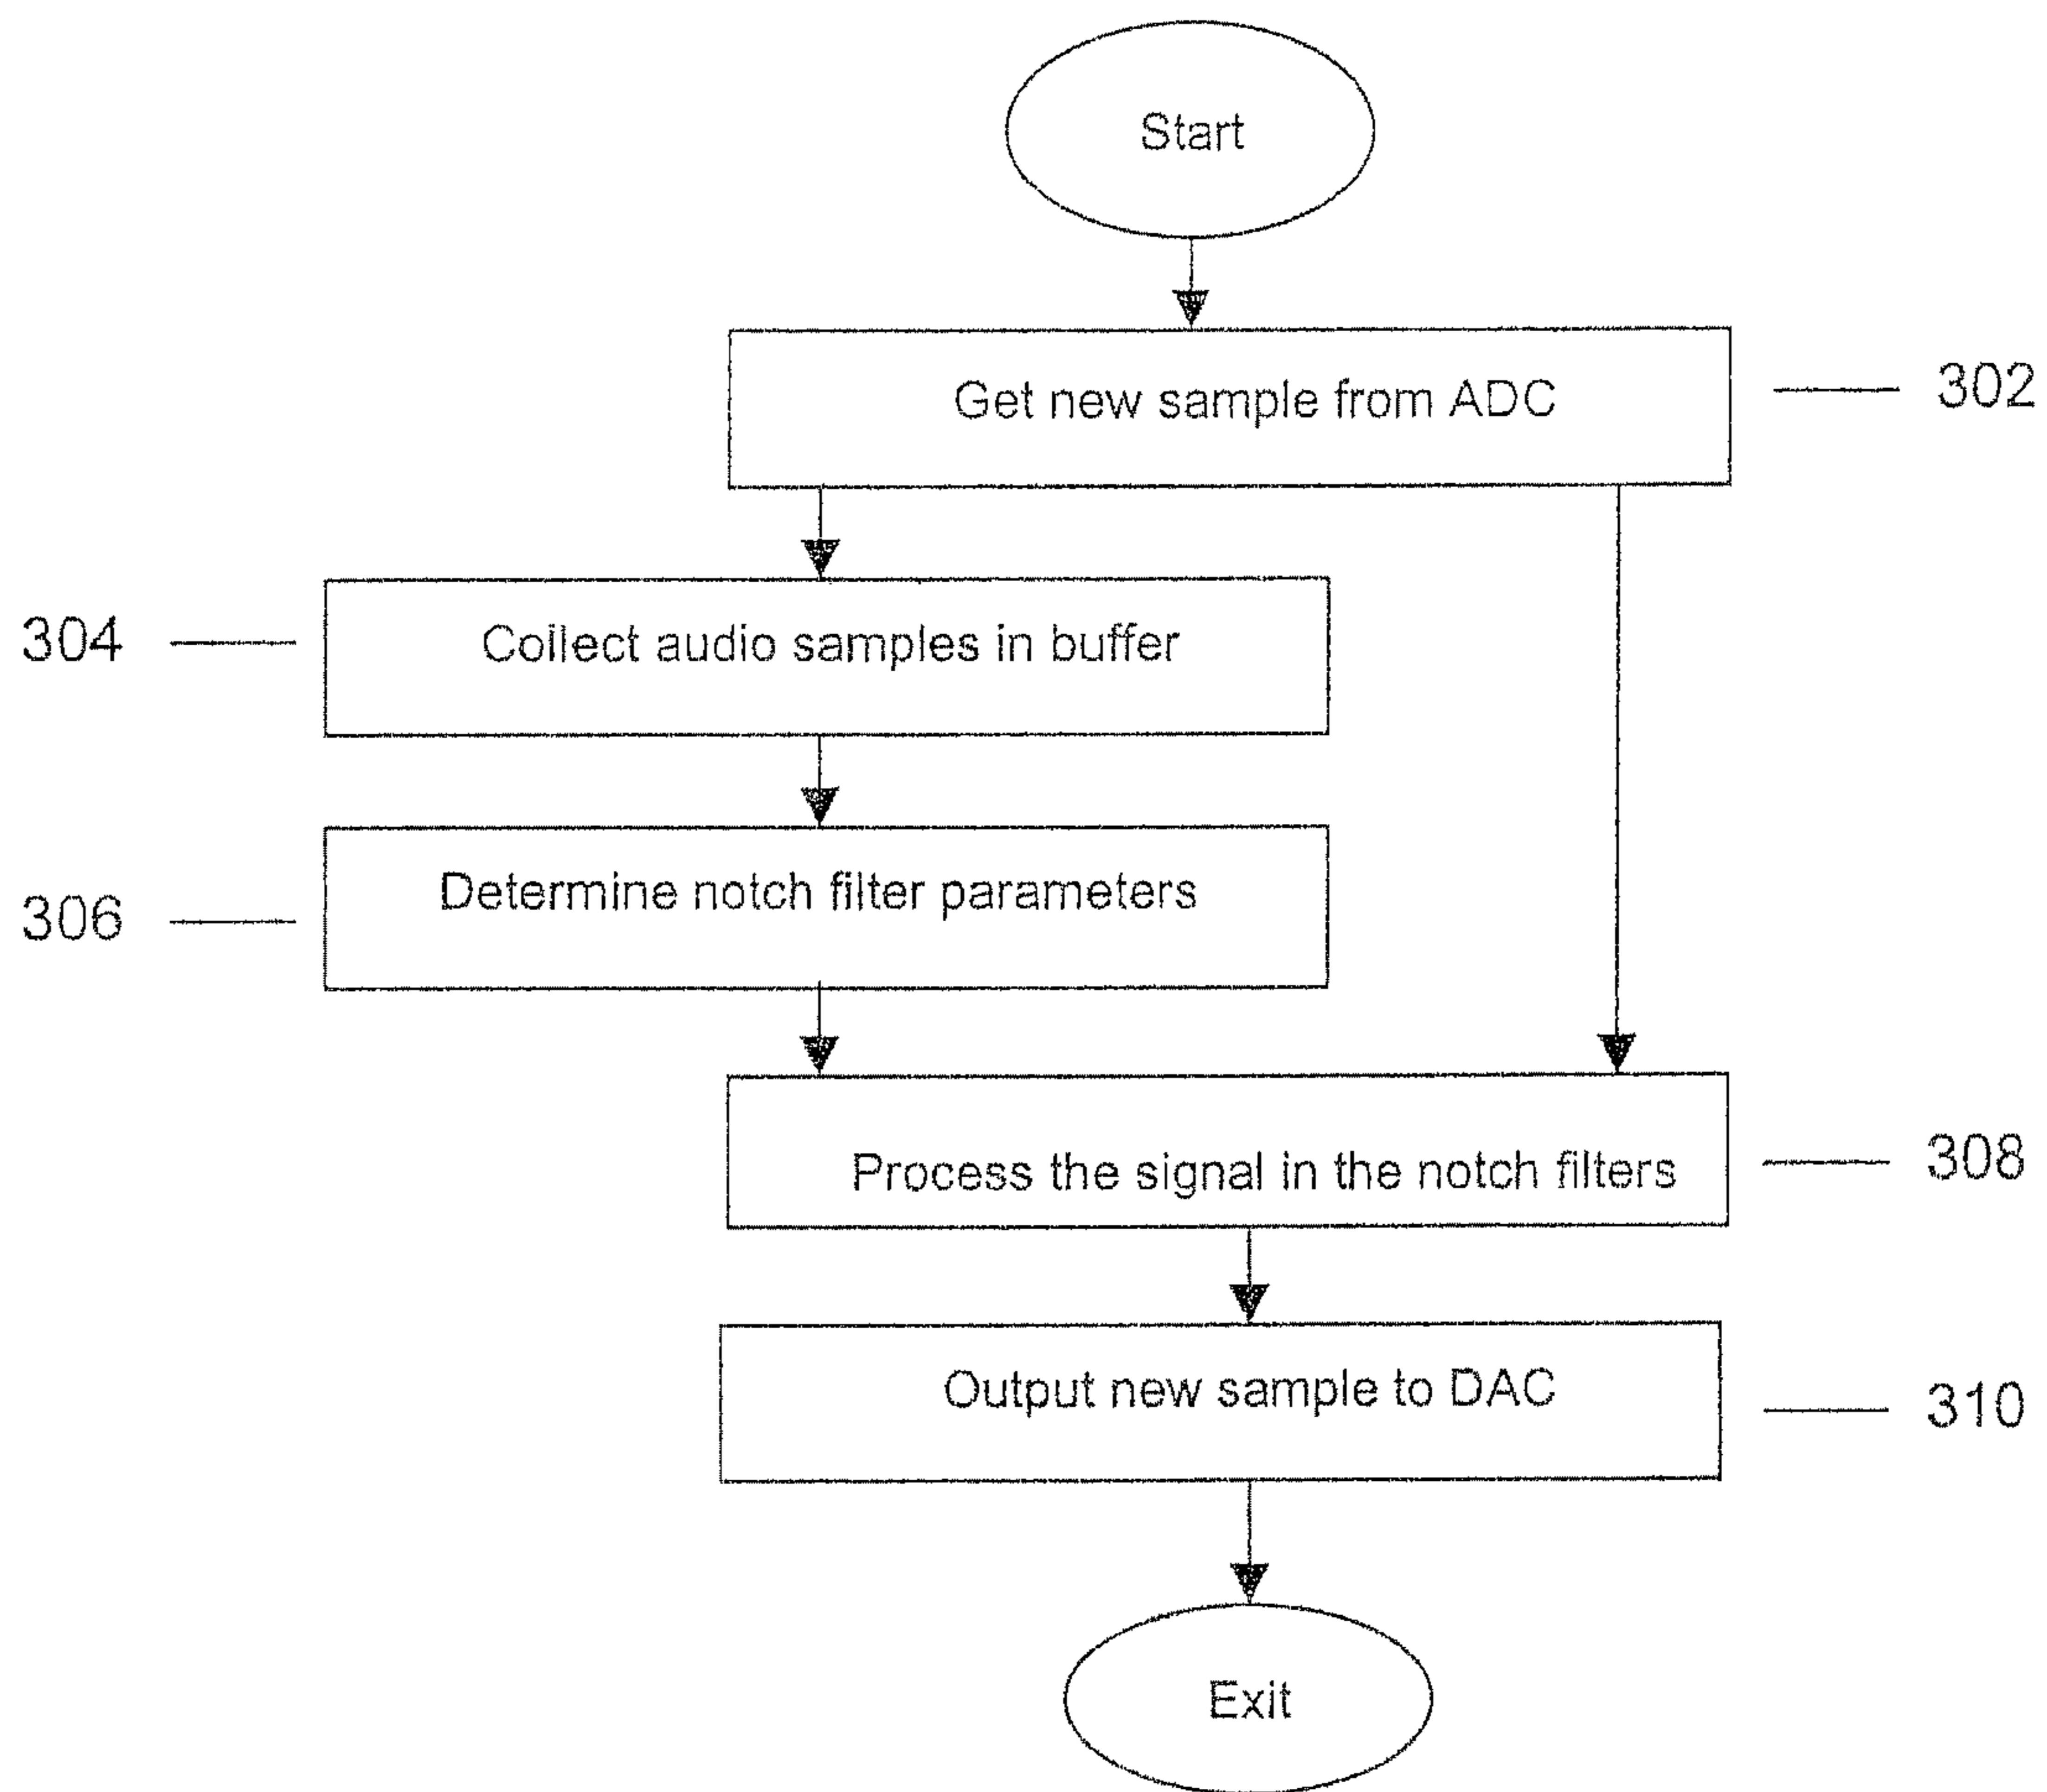 Start
Get new sample from ADC
302
304
Collect audio samples in buffer
Determine notch filter parameters
306
Process the signal in the notch filters
308
Output new sample to DAC
310
Exit